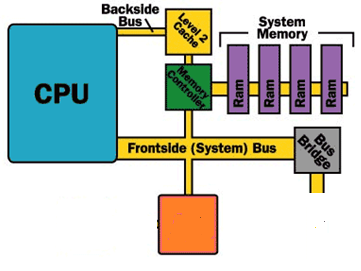 Backside
Bus
Level 2
Cache
System
Memory
CPU
Memory
Controller
Ram
Ram
Ram
Ram
Frontside (System) Bus
Bus
Bridge